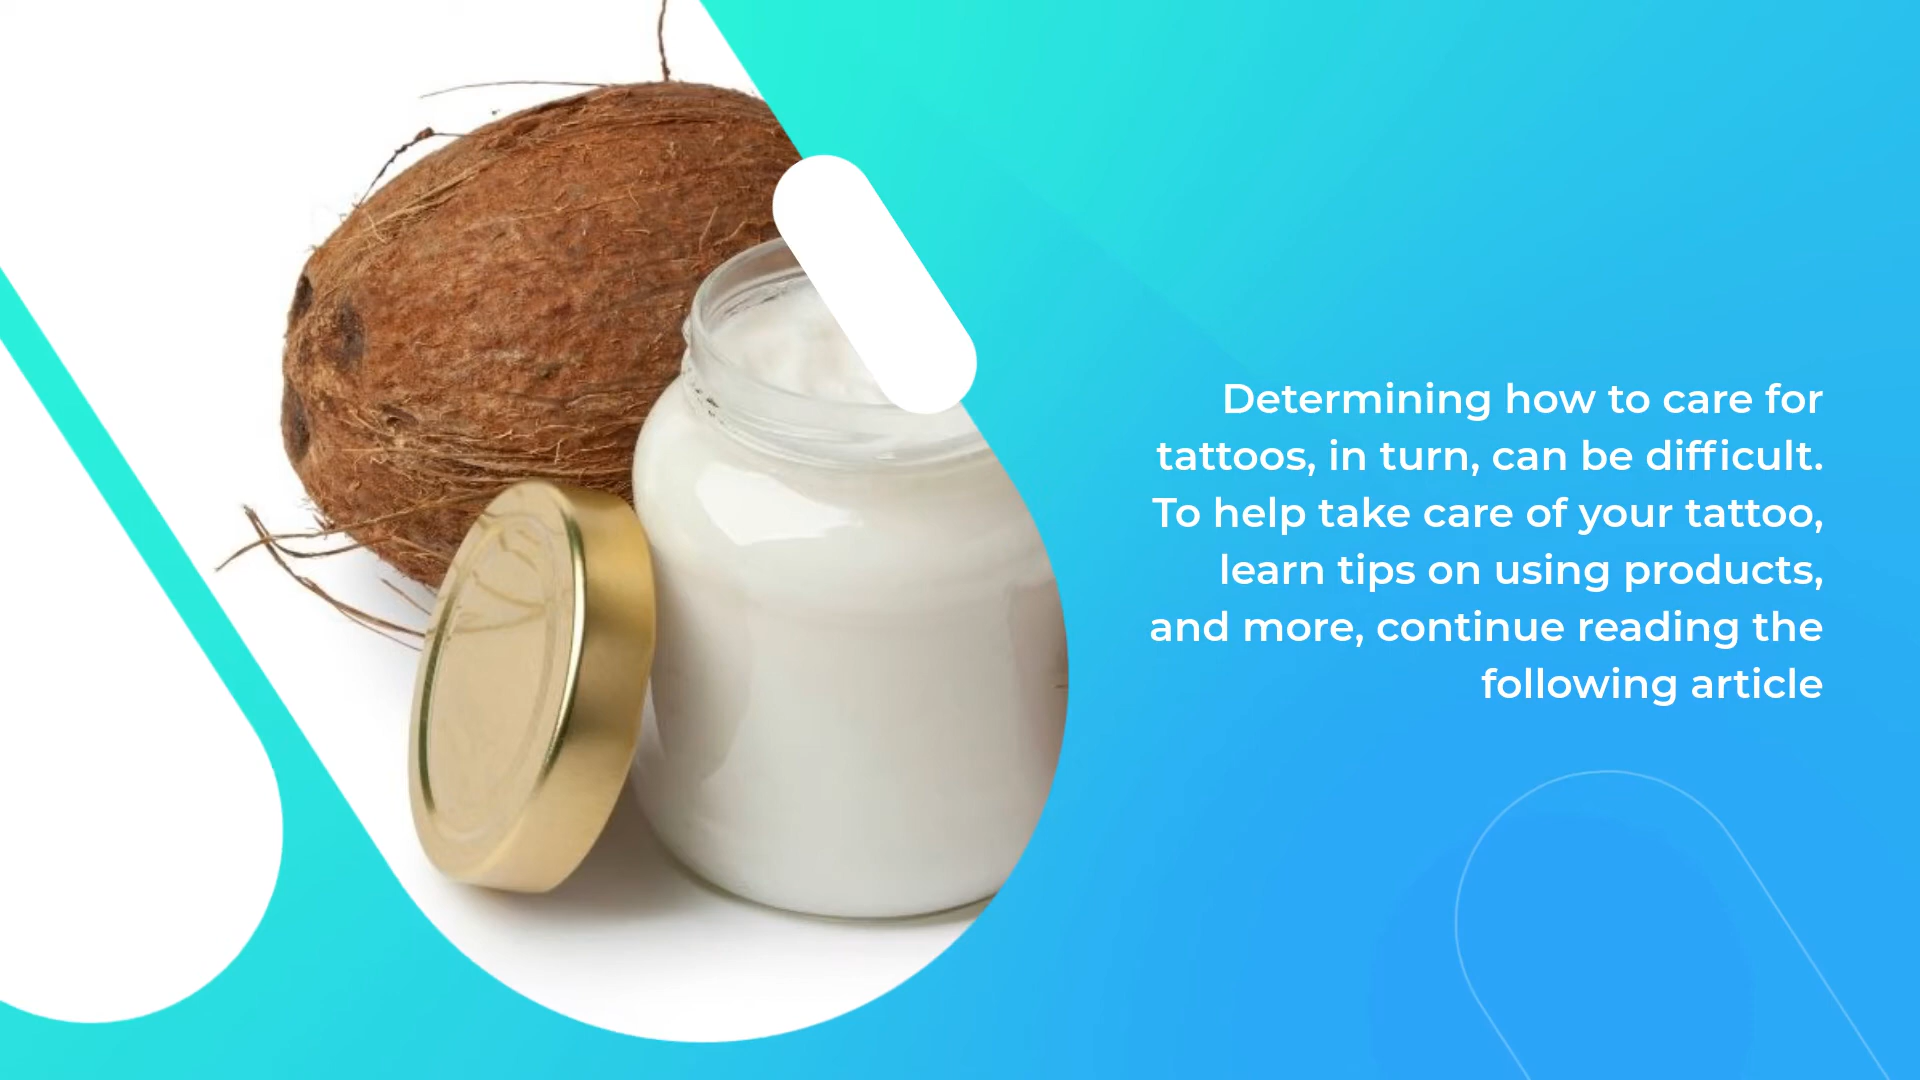 Determining how to care for
tattoos, in turn, can be difficult.
To help take care of your tattoo,
learn tips on using products,
and more, continue reading the
following article